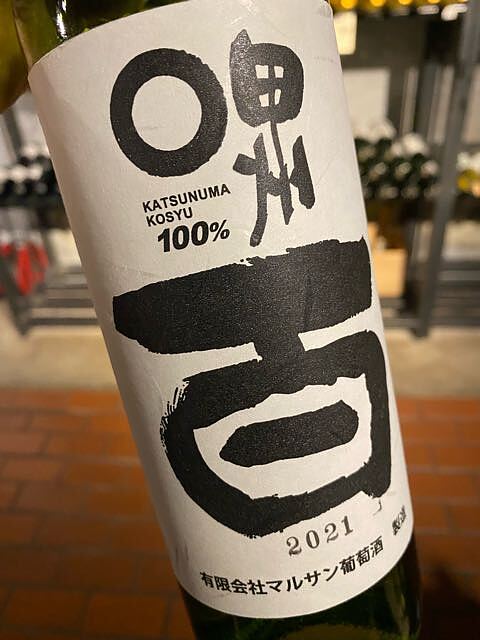 甲州
KATSUNUMA
KOSYU
100%
百
2021
有限会社マルサン葡萄酒
製造